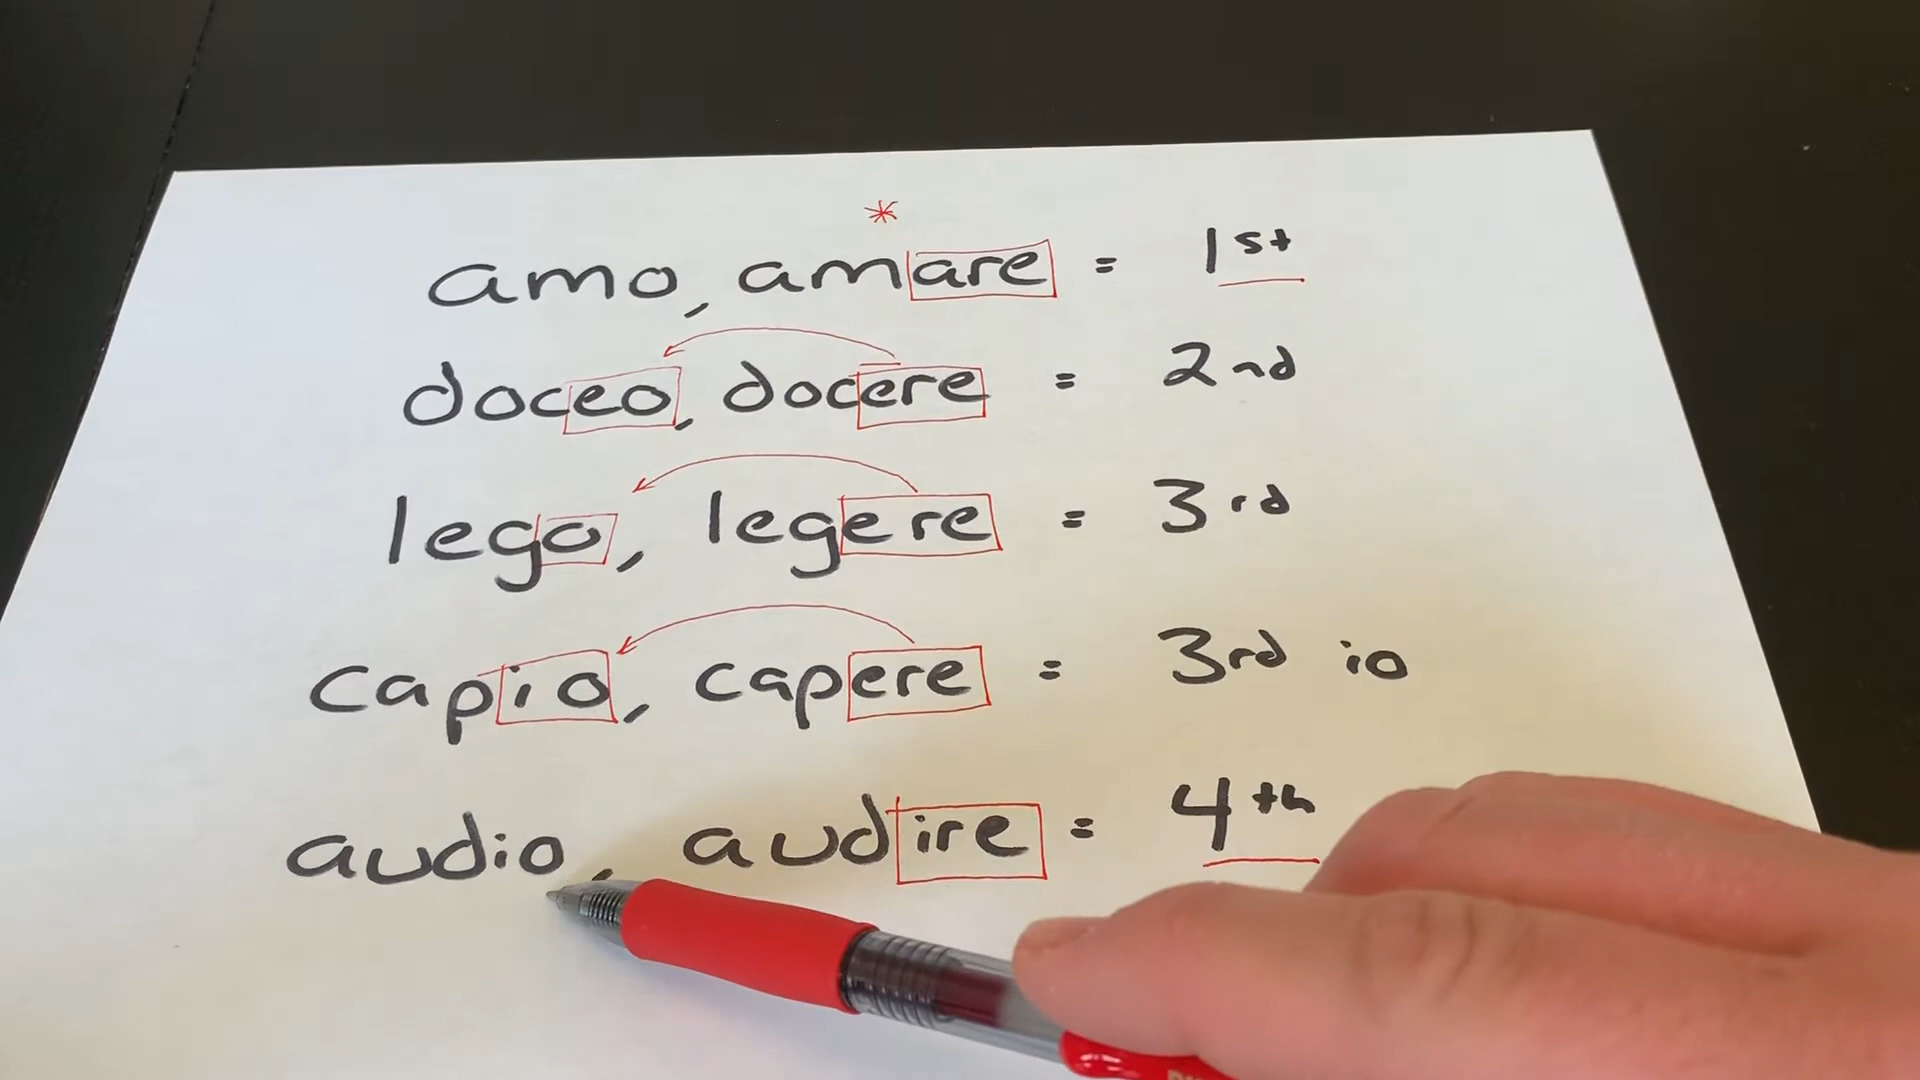 *
amo, amare = 1st
doceo, docere = 2nd
lego, legere = 3rd
capio, capere = 3rd io
audio, audire = 4th